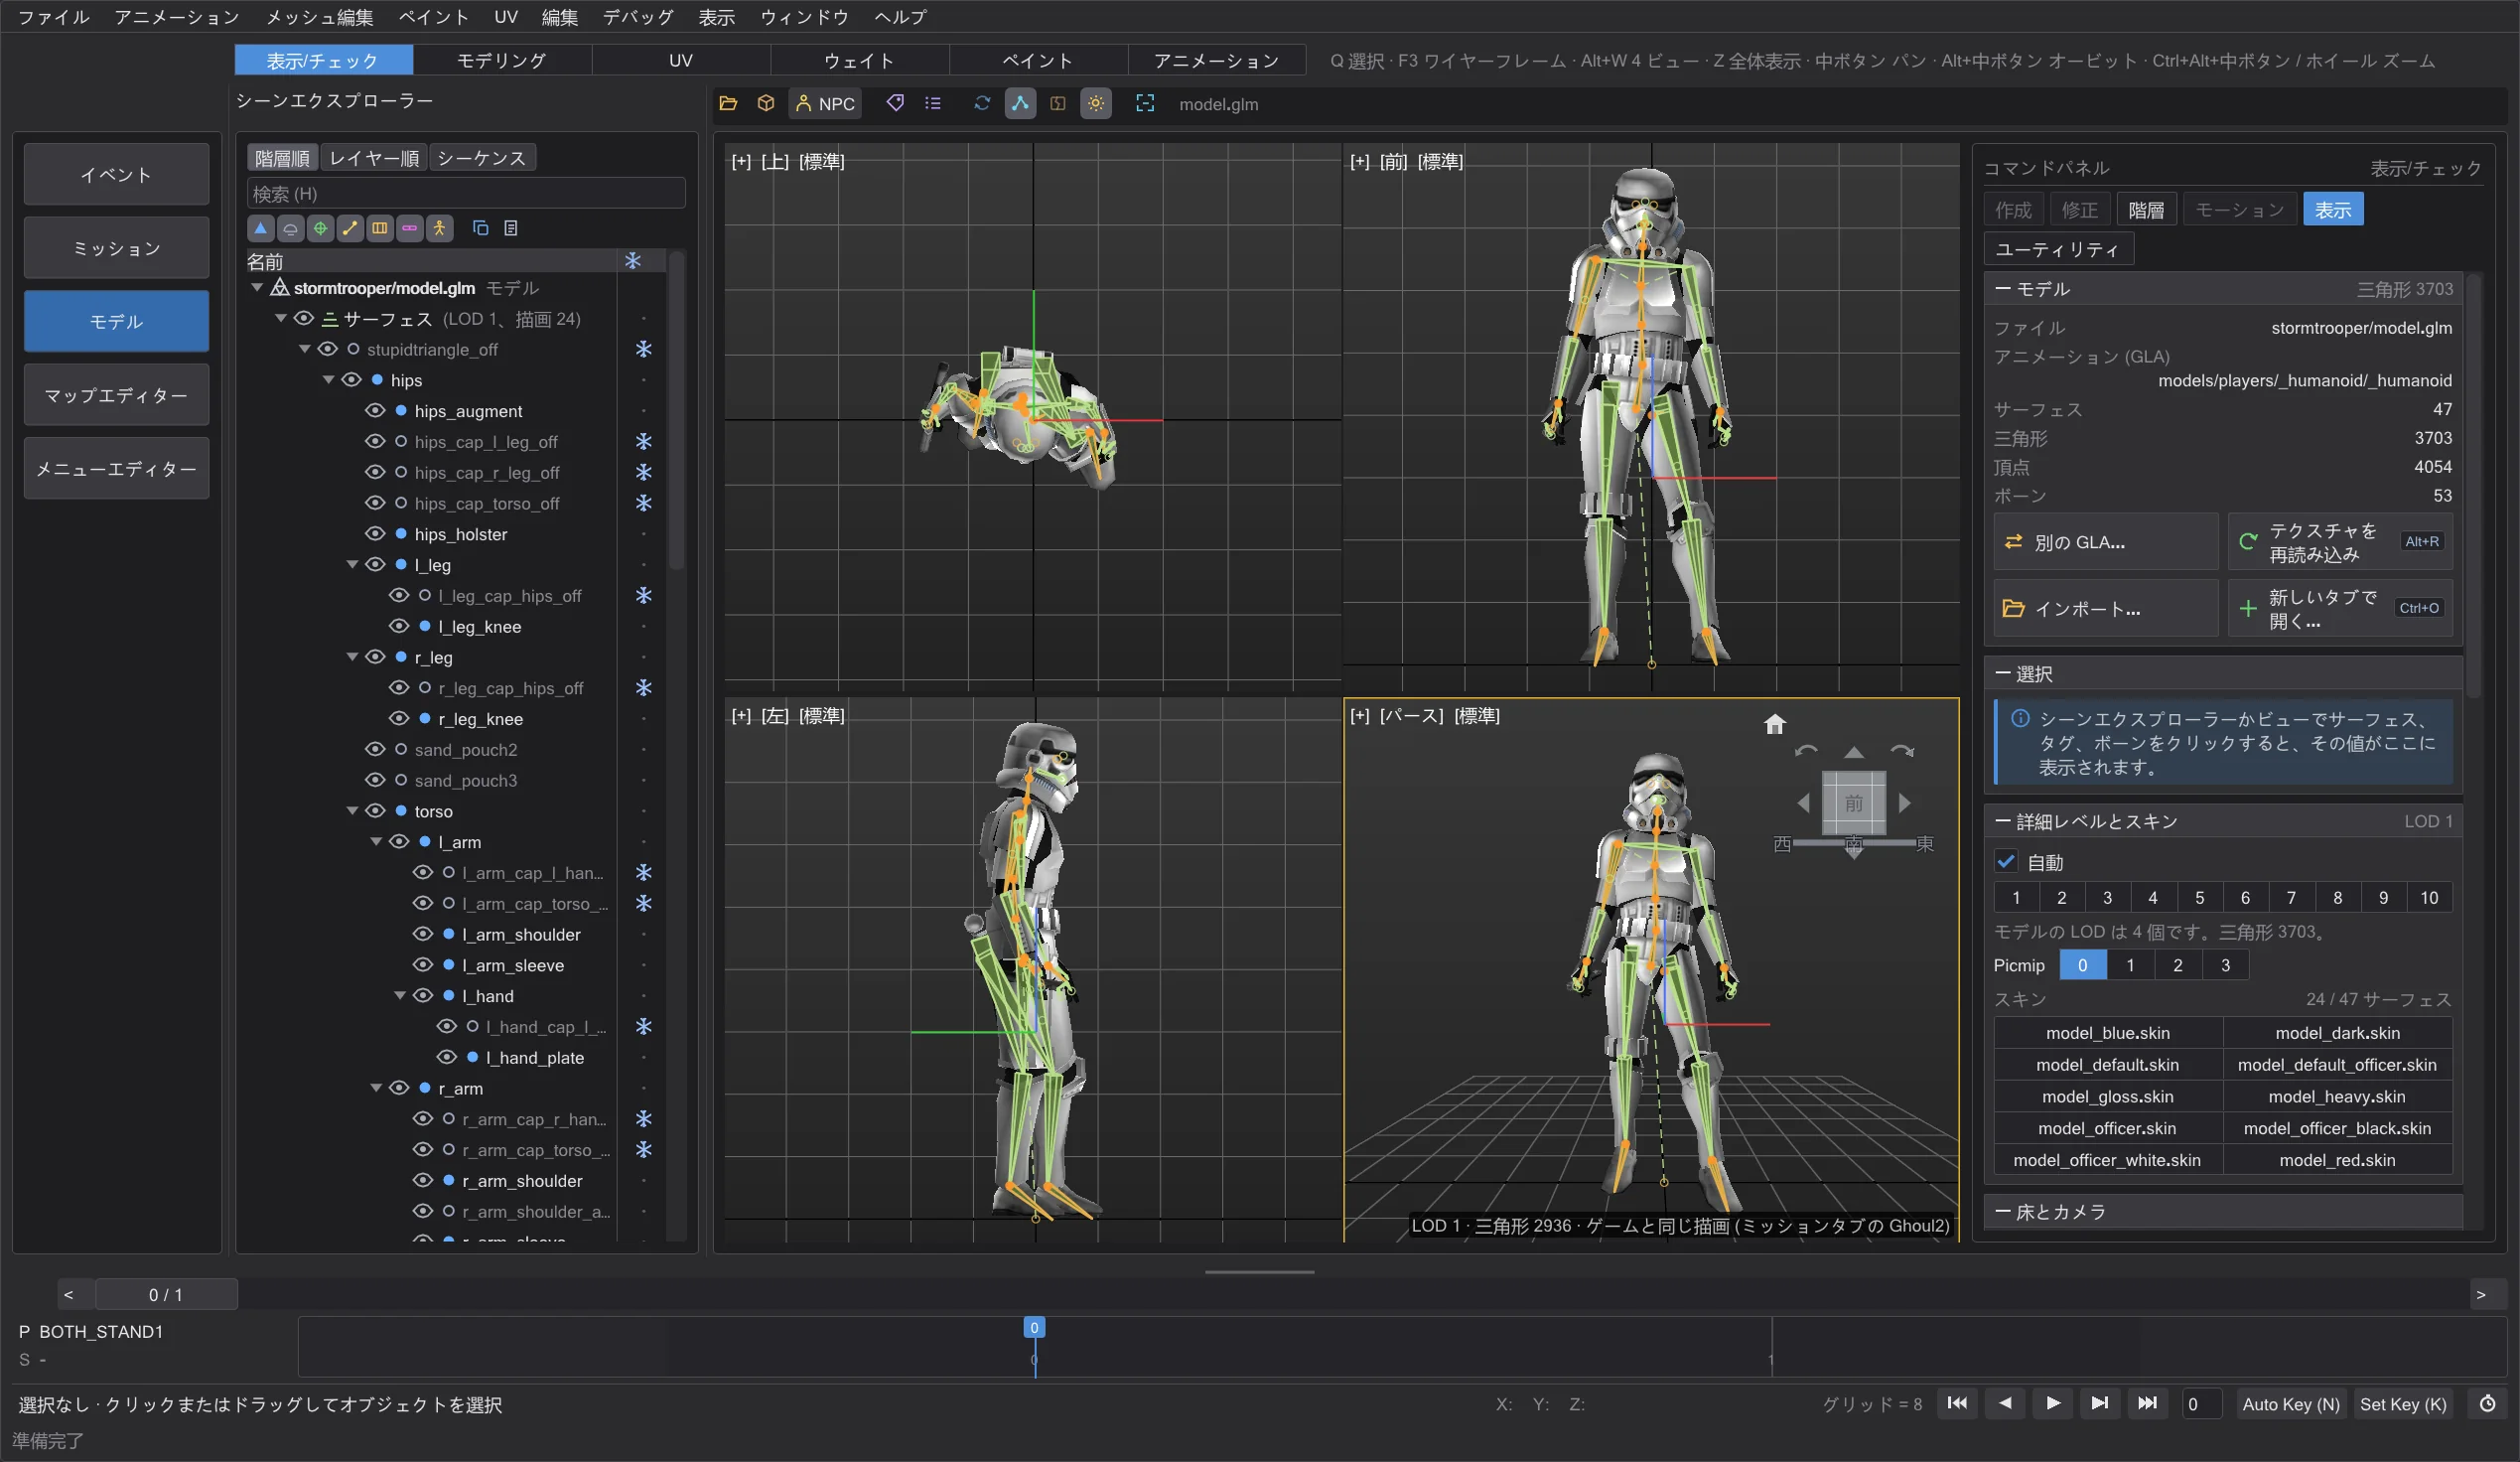 ファイル アニメーション メッシュ編集 ペイント UV 編集 デバッグ 表示 ウィンドウ ヘルプ
表示/チェック モデリング UV ウェイト ペイント アニメーション Q 選択 · F3 ワイヤーフレーム · Alt+W 4 ビュー · Z 全体表示 · 中ボタン パン · Alt+中ボタン オービット · Ctrl+Alt+中ボタン / ホイール ズーム
シーンエクスプローラー
NPC model.glm
イベント
ミッション
モデル
マップエディター
メニューエディター
階層順 レイヤー順 シーケンス
検索 (H)
名前
stormtrooper/model.glm モデル
サーフェス (LOD 1、描画 24)
stupidtriangle_off
hips
hips_augment
hips_cap_l_leg_off
hips_cap_r_leg_off
hips_cap_torso_off
hips_holster
l_leg
l_leg_cap_hips_off
l_leg_knee
r_leg
r_leg_cap_hips_off
r_leg_knee
sand_pouch2
sand_pouch3
torso
l_arm
l_arm_cap_l_han...
l_arm_cap_torso_...
l_arm_shoulder
l_arm_sleeve
l_hand
l_hand_cap_l_...
l_hand_plate
r_arm
r_arm_cap_r_han...
r_arm_cap_torso_...
r_arm_shoulder
r_arm_shoulder_a...
[+] [上] [標準]
[+] [前] [標準]
[+] [左] [標準]
[+] [パース] [標準]
前
西 南 東
LOD 1 · 三角形 2936 · ゲームと同じ描画 (ミッションタブの Ghoul2)
コマンドパネル 表示/チェック
作成 修正 階層 モーション 表示
ユーティリティ
モデル 三角形 3703
ファイル stormtrooper/model.glm
アニメーション (GLA)
models/players/_humanoid/_humanoid
サーフェス 47
三角形 3703
頂点 4054
ボーン 53
別の GLA...
テクスチャを
再読み込み
Alt+R
インポート...
新しいタブで
開く...
Ctrl+O
選択
シーンエクスプローラーかビューでサーフェス、
タグ、ボーンをクリックすると、その値がここに
表示されます。
詳細レベルとスキン LOD 1
自動
1 2 3 4 5 6 7 8 9 10
モデルの LOD は 4 個です。三角形 3703。
Picmip 0 1 2 3
スキン 24 / 47 サーフェス
model_blue.skin model_dark.skin
model_default.skin model_default_officer.skin
model_gloss.skin model_heavy.skin
model_officer.skin model_officer_black.skin
model_officer_white.skin model_red.skin
床とカメラ
< 0 / 1 >
P BOTH_STAND1
S -
0
0 1
選択なし · クリックまたはドラッグしてオブジェクトを選択 X: Y: Z: グリッド = 8 0 Auto Key (N) Set Key (K)
準備完了